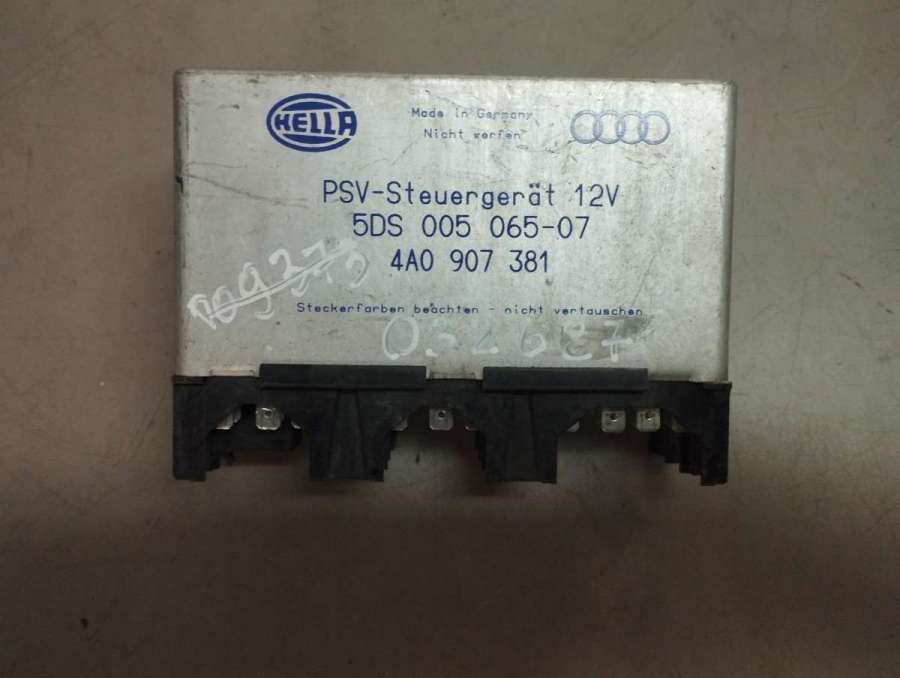 HELLA
Made in Germany
Nicht werfen
PSV-Steuergerät 12V
5DS 005 065-07
4A0 907 381
Steckerfarben beachten - nicht vertauschen